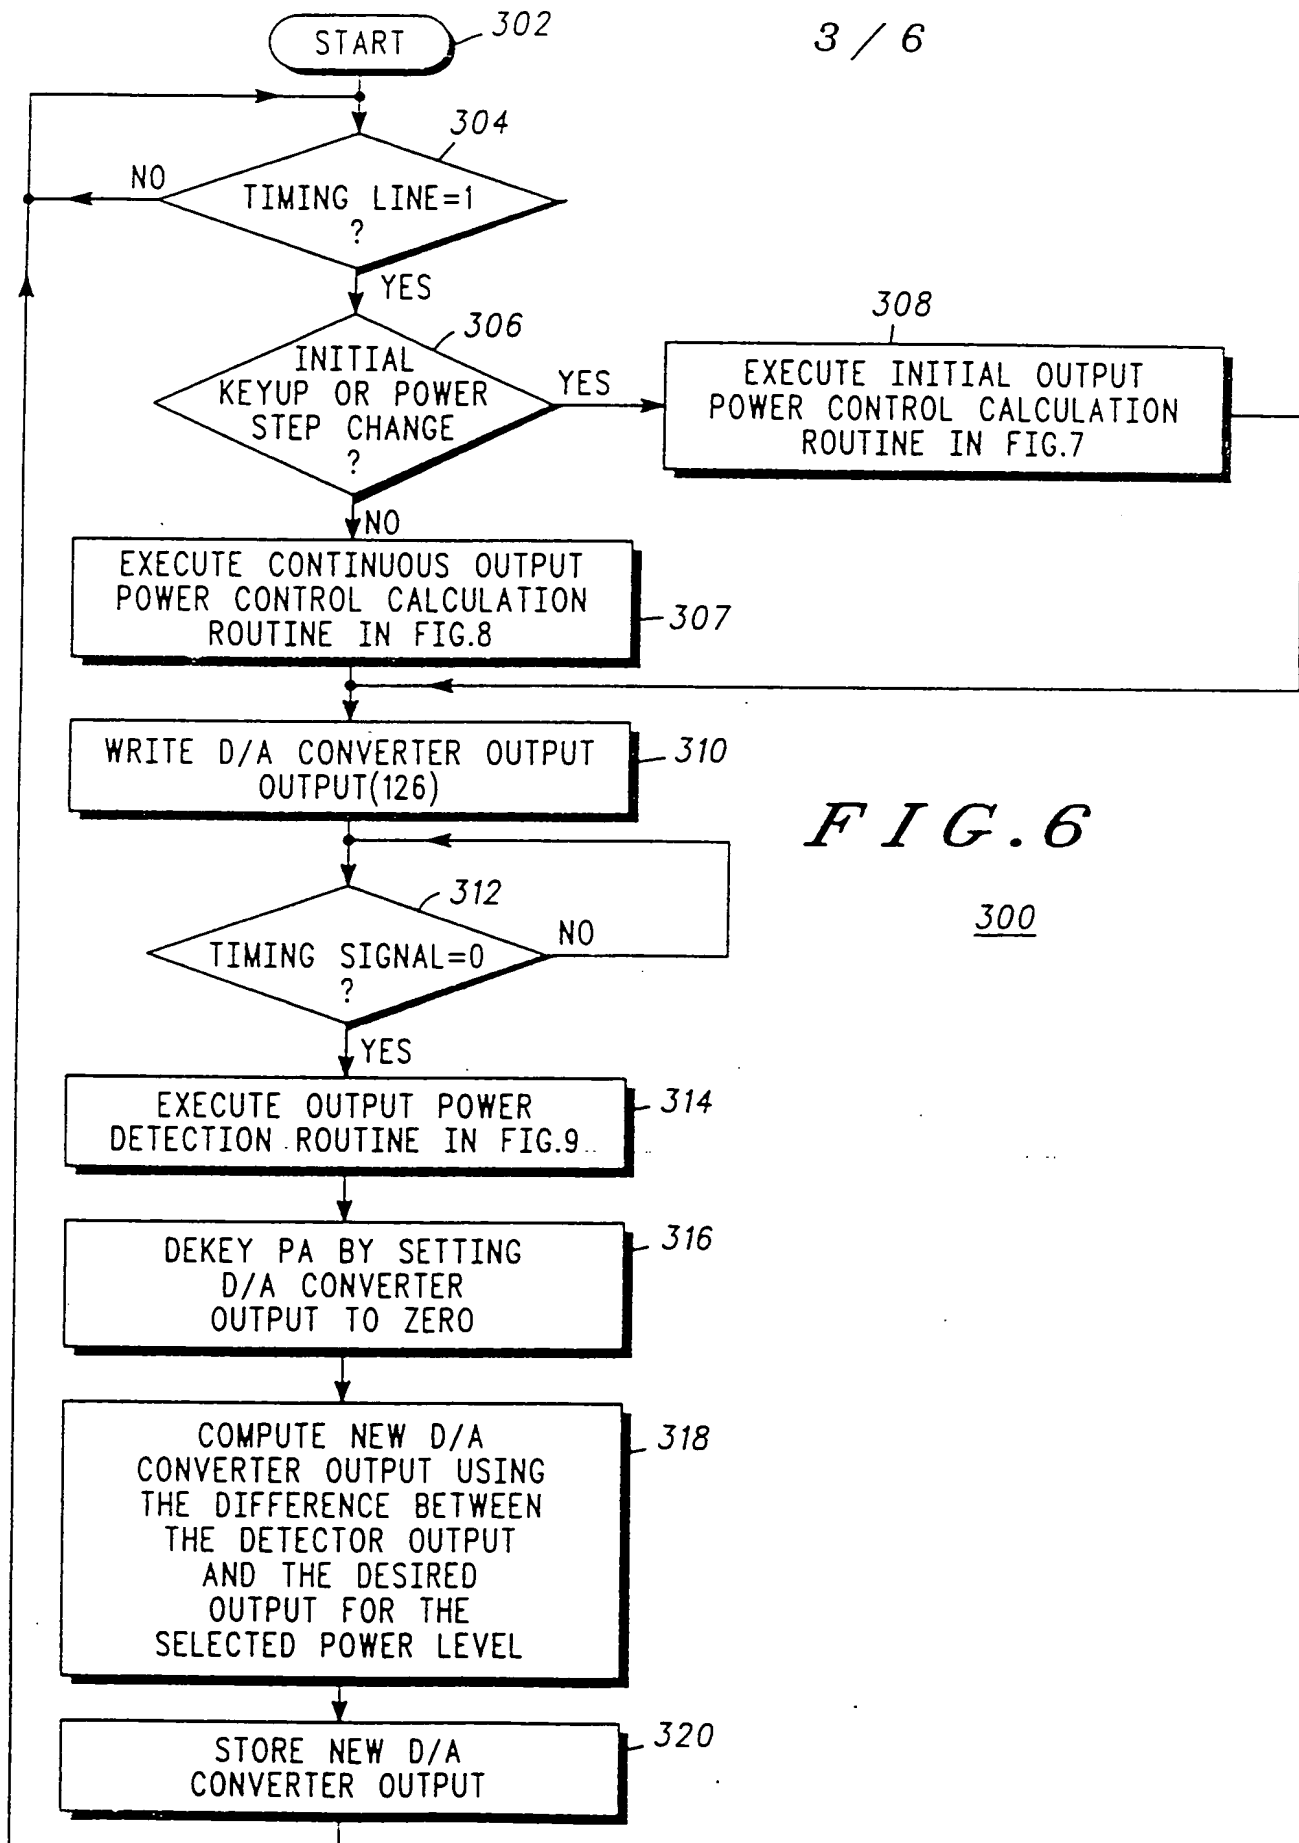 3/6
START
302
304
NO
TIMING LINE=1
?
YES
306
INITIAL
KEYUP OR POWER
STEP CHANGE
?
YES
308
EXECUTE INITIAL OUTPUT
POWER CONTROL CALCULATION
ROUTINE IN FIG.7
NO
EXECUTE CONTINUOUS OUTPUT
POWER CONTROL CALCULATION
ROUTINE IN FIG.8
307
WRITE D/A CONVERTER OUTPUT
OUTPUT(126)
310
FIG.6
300
312
TIMING SIGNAL=0
?
NO
YES
EXECUTE OUTPUT POWER
DETECTION ROUTINE IN FIG.9
314
DEKEY PA BY SETTING
D/A CONVERTER
OUTPUT TO ZERO
316
COMPUTE NEW D/A
CONVERTER OUTPUT USING
THE DIFFERENCE BETWEEN
THE DETECTOR OUTPUT
AND THE DESIRED
OUTPUT FOR THE
SELECTED POWER LEVEL
318
STORE NEW D/A
CONVERTER OUTPUT
320